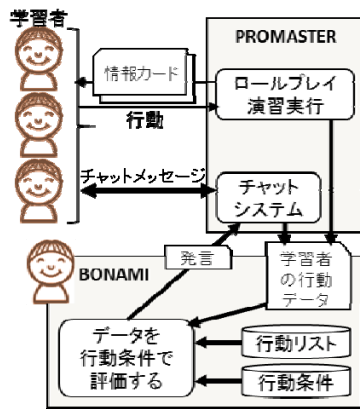 学習者
PROMASTER
情報カード
ロールプレイ
演習実行
行動
チャットメッセージ
チャット
システム
発言
学習者
の行動
データ
BONAMI
データを
行動条件で
評価する
行動リスト
行動条件